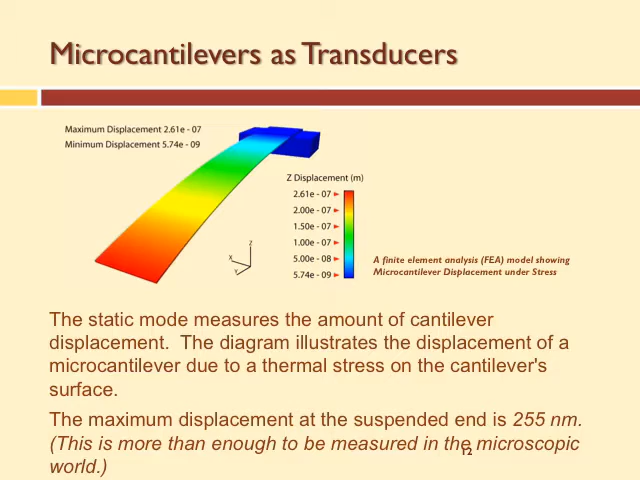 Microcantilevers as Transducers
Maximum Displacement 2.61e - 07
Minimum Displacement 5.74e - 09
Z Displacement (m)
2.61e - 07
2.00e - 07
1.50e - 07
1.00e - 07
5.00e - 08
5.74e - 09
Z
X
Y
A finite element analysis (FEA) model showing
Microcantilever Displacement under Stress
The static mode measures the amount of cantilever
displacement. The diagram illustrates the displacement of a
microcantilever due to a thermal stress on the cantilever's
surface.
The maximum displacement at the suspended end is 255 nm.
(This is more than enough to be measured in the microscopic
world.)
12